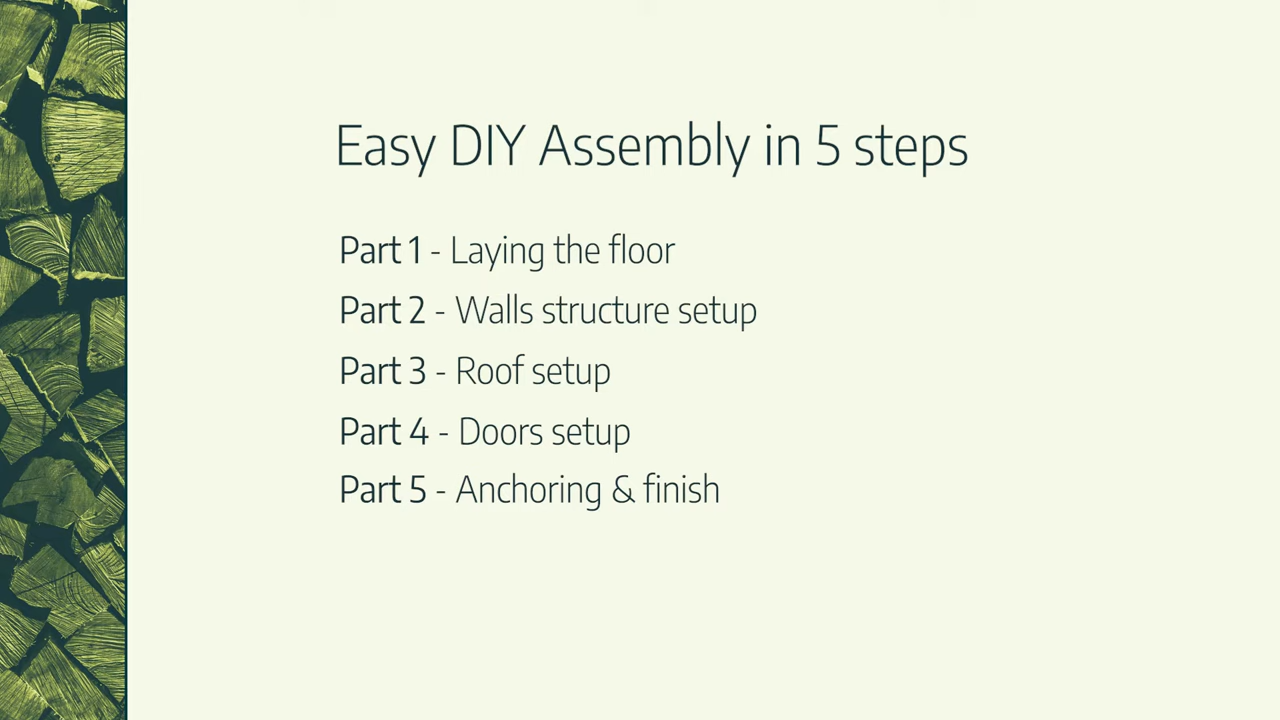 Easy DIY Assembly in 5 steps
Part 1 - Laying the floor
Part 2 - Walls structure setup
Part 3 - Roof setup
Part 4 - Doors setup
Part 5 - Anchoring & finish